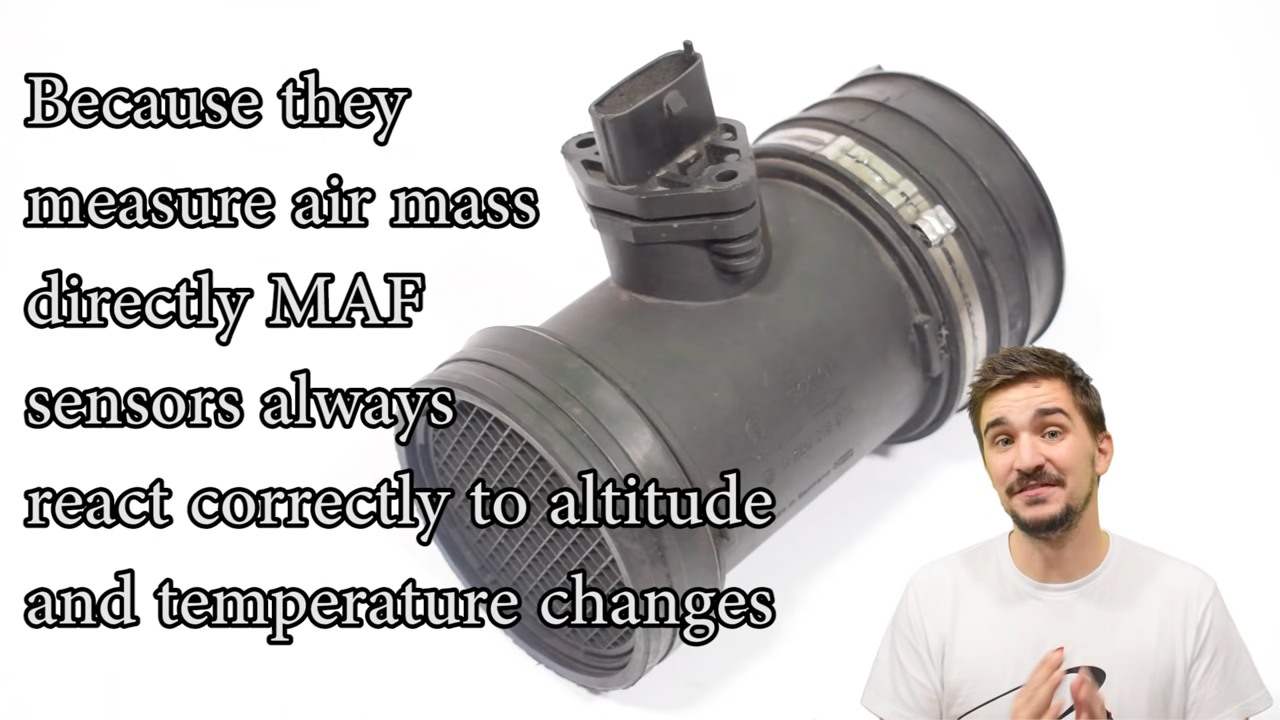 Because they
measure air mass
directly MAF
sensors always
react correctly to altitude
and temperature changes